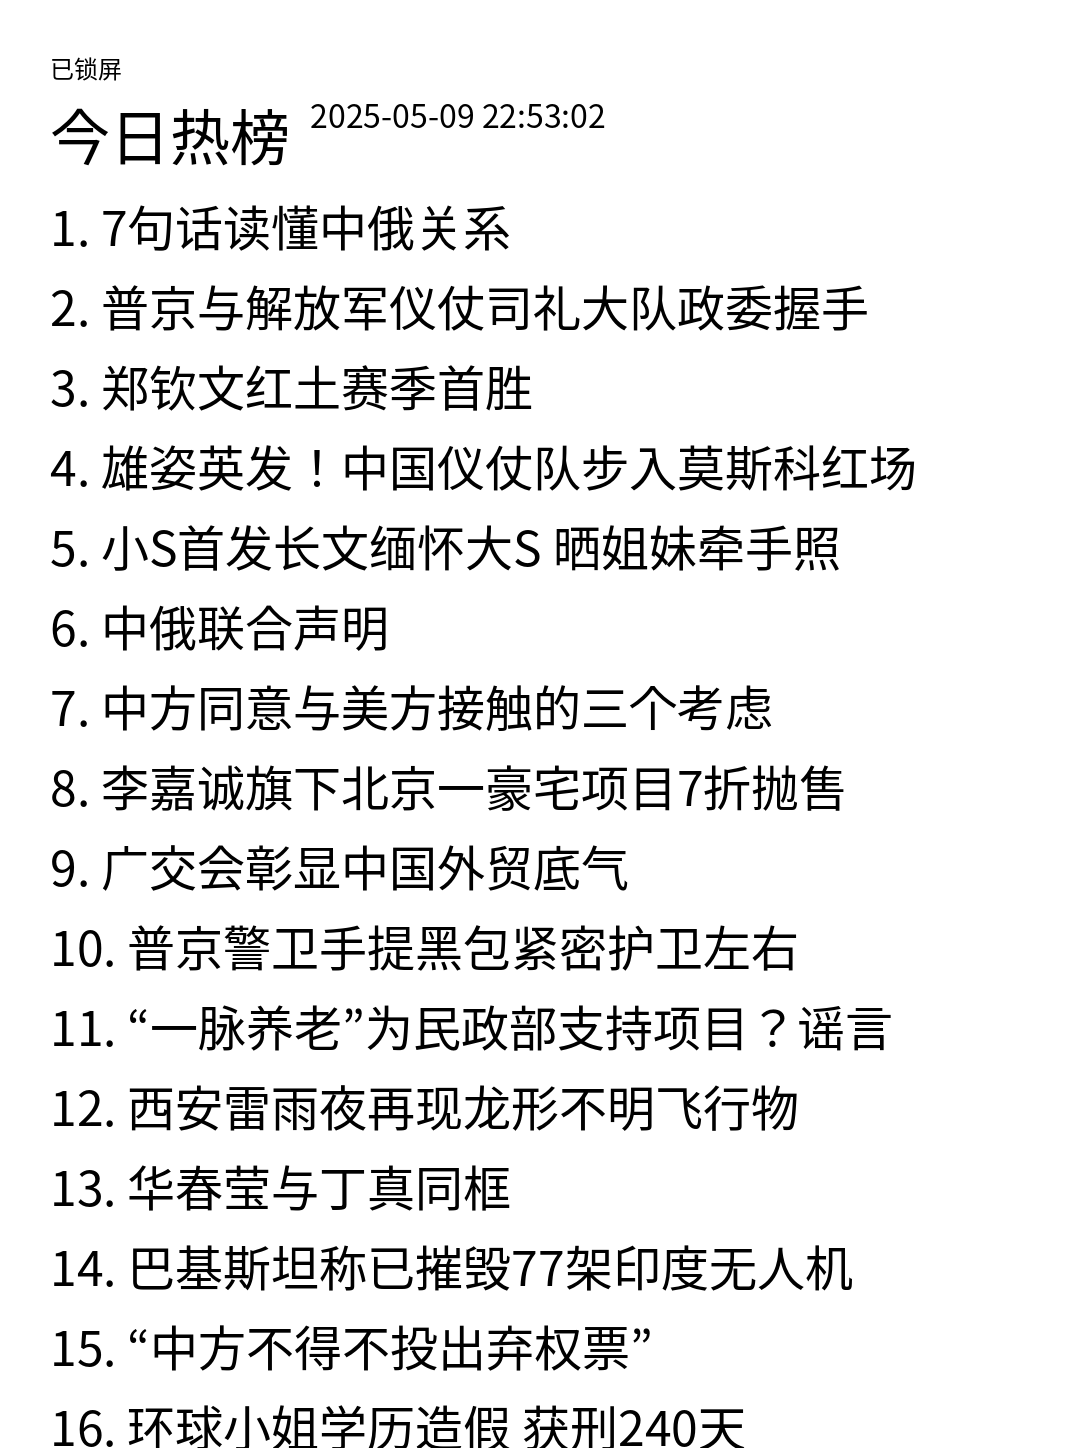 已锁屏
今日热榜 2025-05-09 22:53:02
1. 7句话读懂中俄关系
2. 普京与解放军仪仗司礼大队政委握手
3. 郑钦文红土赛季首胜
4. 雄姿英发！中国仪仗队步入莫斯科红场
5. 小S首发长文缅怀大S 晒姐妹牵手照
6. 中俄联合声明
7. 中方同意与美方接触的三个考虑
8. 李嘉诚旗下北京一豪宅项目7折抛售
9. 广交会彰显中国外贸底气
10. 普京警卫手提黑包紧密护卫左右
11. “一脉养老”为民政部支持项目？谣言
12. 西安雷雨夜再现龙形不明飞行物
13. 华春莹与丁真同框
14. 巴基斯坦称已摧毁77架印度无人机
15. “中方不得不投出弃权票”
16. 环球小姐学历造假 获刑240天